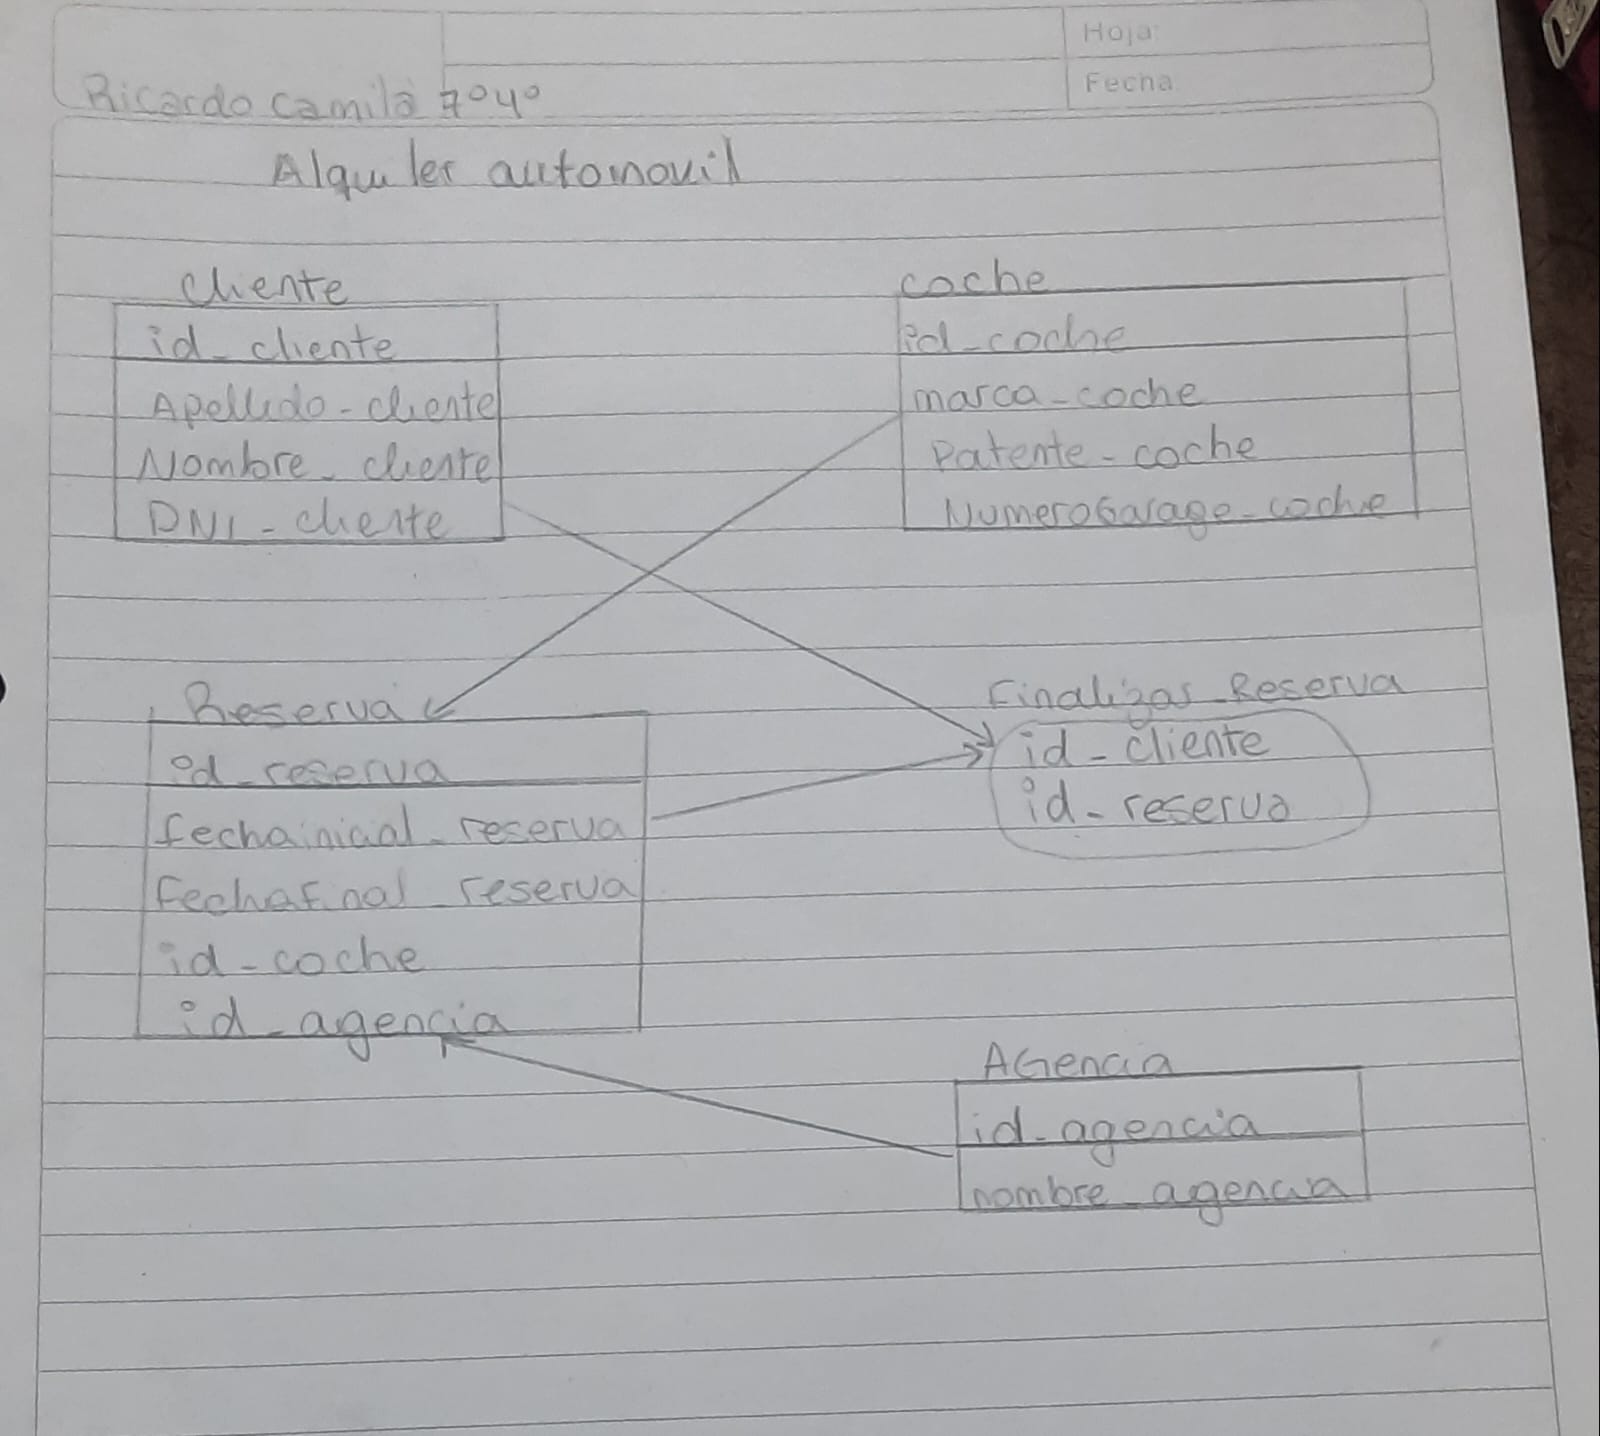 Hoja:
Fecha
Ricardo Camila 7°4°
Alquiler automovil
cliente
id_cliente
Apellido-cliente
Nombre_cliente
DNI-cliente
coche
id-coche
marca-coche
Patente-coche
NumeroGarage-coche
Reserva
id_reserva
fechainicial_reserva
Fechafinal_reserva
id-coche
id_agencia
Finalizar_Reserva
id-cliente
id-reserva
AGencia
id_agencia
nombre_agencia